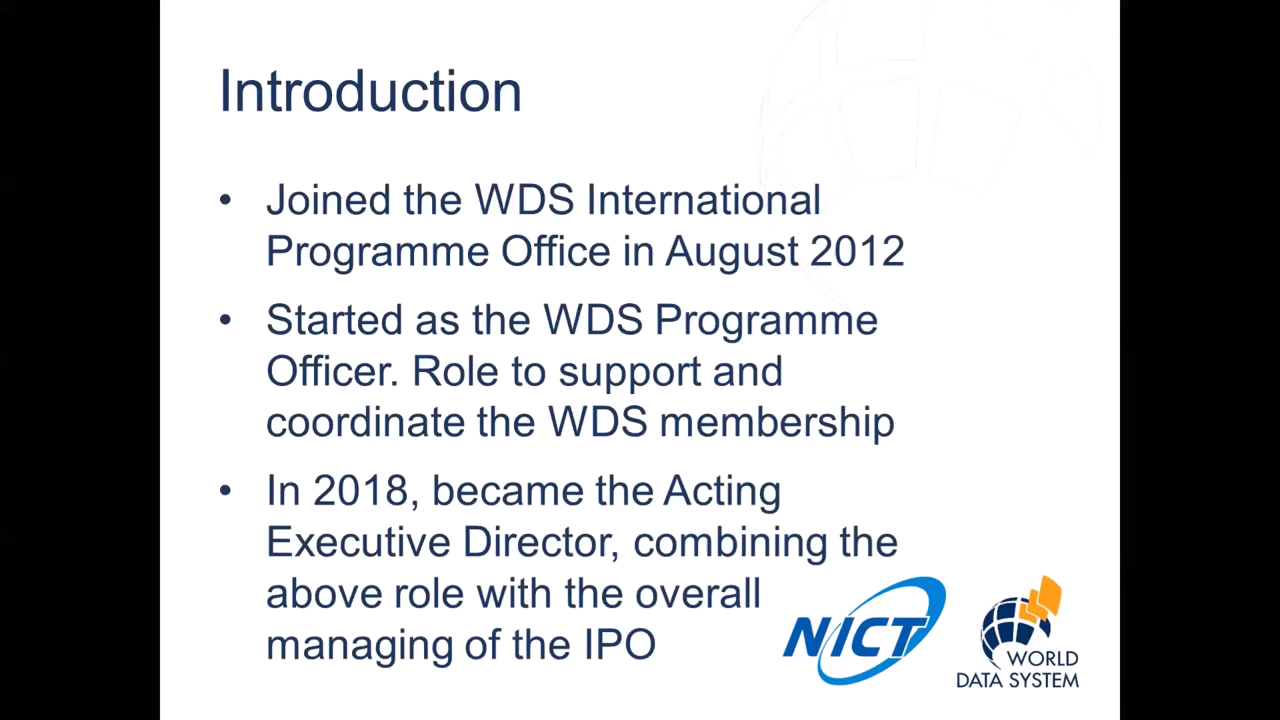 Introduction
• Joined the WDS International
Programme Office in August 2012
• Started as the WDS Programme
Officer. Role to support and
coordinate the WDS membership
• In 2018, became the Acting
Executive Director, combining the
above role with the overall
managing of the IPO
NICT
WORLD
DATA SYSTEM